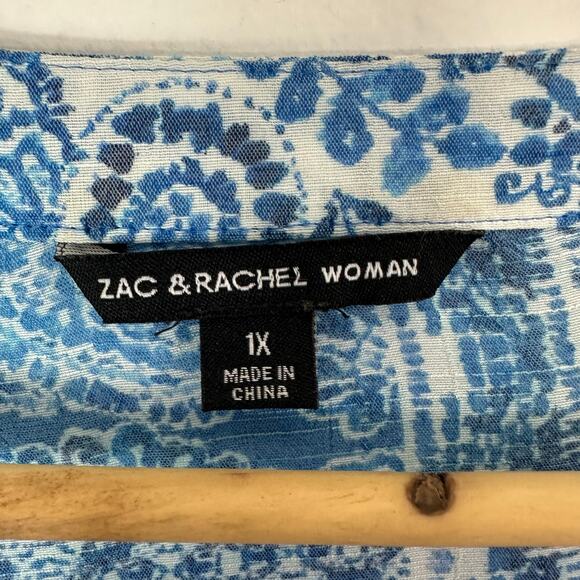 ZAC & RACHEL WOMAN
1X
MADE IN
CHINA